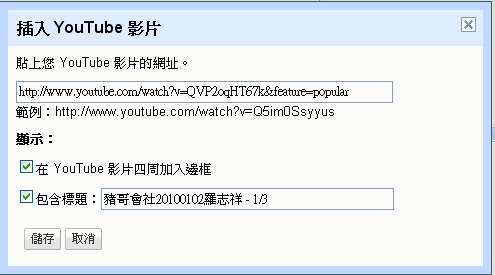 插入 YouTube 影片
貼上您 YouTube 影片的網址。
http://www.youtube.com/watch?v=QVP2oqHT67k&feature=popular
範例：http://www.youtube.com/watch?v=Q5im0Ssyyus
顯示：
在 YouTube 影片四周加入邊框
包含標題：豬哥會社20100102羅志祥 - 1/3
儲存 取消